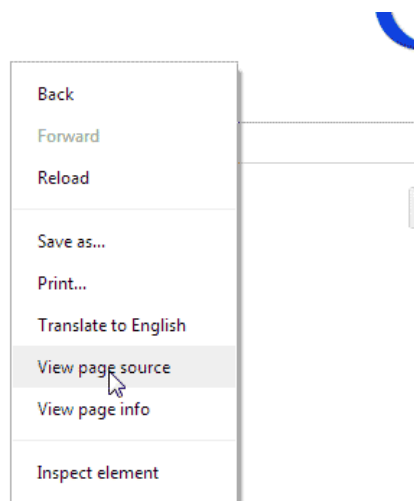 Back
Forward
Reload
Save as...
Print...
Translate to English
View page source
View page info
Inspect element